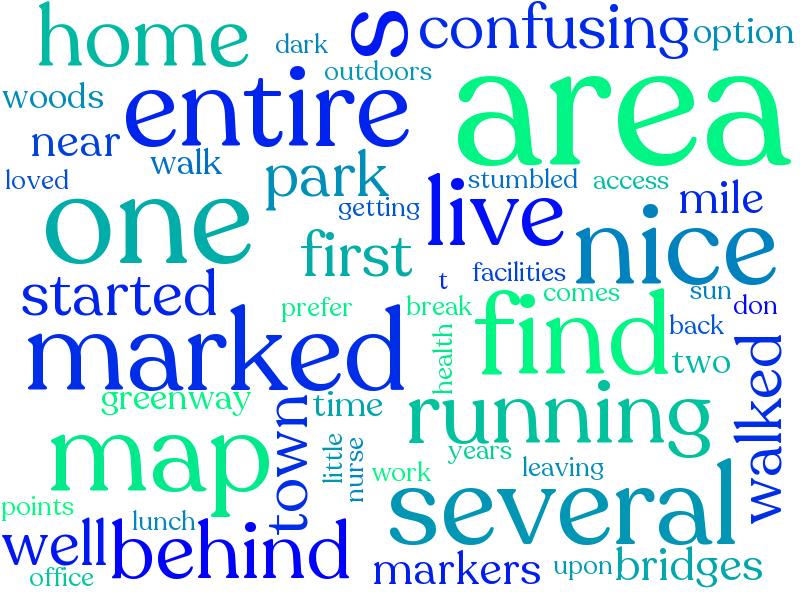 home
dark
s
confusing
option
outdoors
woods
entire
area
near
walk
park
loved
stumbled
access
getting
live
mile
one
first
nice
started
t
facilities
comes
sun
don
prefer
break
find
back
marked
health
two
greenway
time
running
walked
map
town
little
nurse
work
years
leaving
several
points
lunch
well
behind
office
markers
upon
bridges